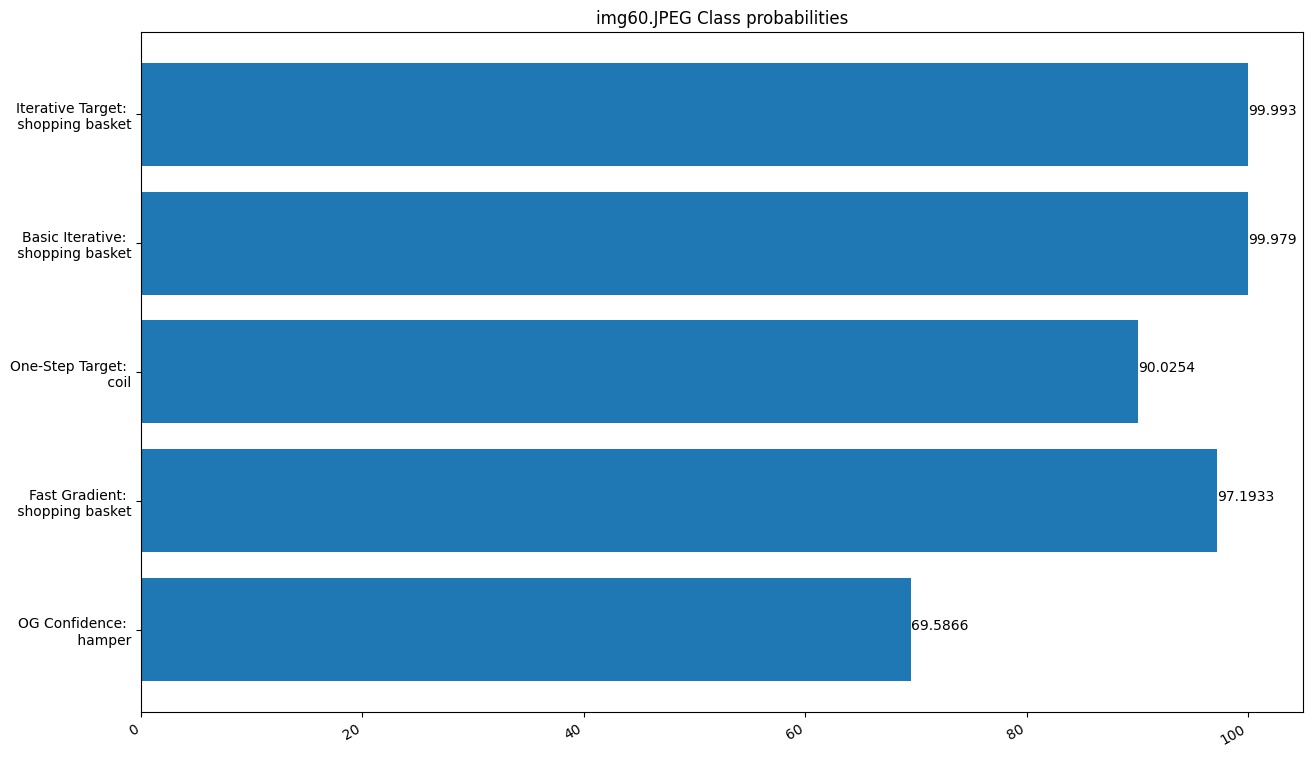 img60.JPEG Class probabilities
Iterative Target:
shopping basket
99.993
Basic Iterative:
shopping basket
99.979
One-Step Target:
coil
90.0254
Fast Gradient:
shopping basket
97.1933
OG Confidence:
hamper
69.5866
0
20
40
60
80
100